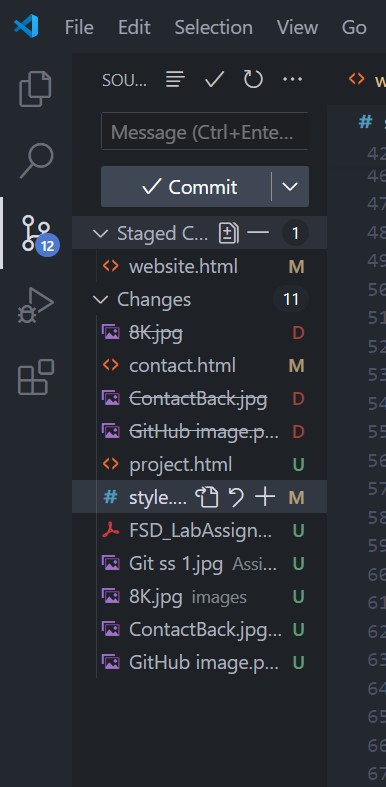 File Edit Selection View Go
SOU...
w
Message (Ctrl+Ente...
Commit
Staged C... 1
website.html M
Changes 11
8K.jpg D
contact.html M
ContactBack.jpg D
GitHub image.p... D
project.html U
style.... M
FSD_LabAssign... U
Git ss 1.jpg Assi... U
8K.jpg images U
ContactBack.jpg... U
GitHub image.p... U
12
# s
42
46
47
48
49
50
51
52
53
54
55
56
57
58
59
60
61
62
63
64
65
66
67